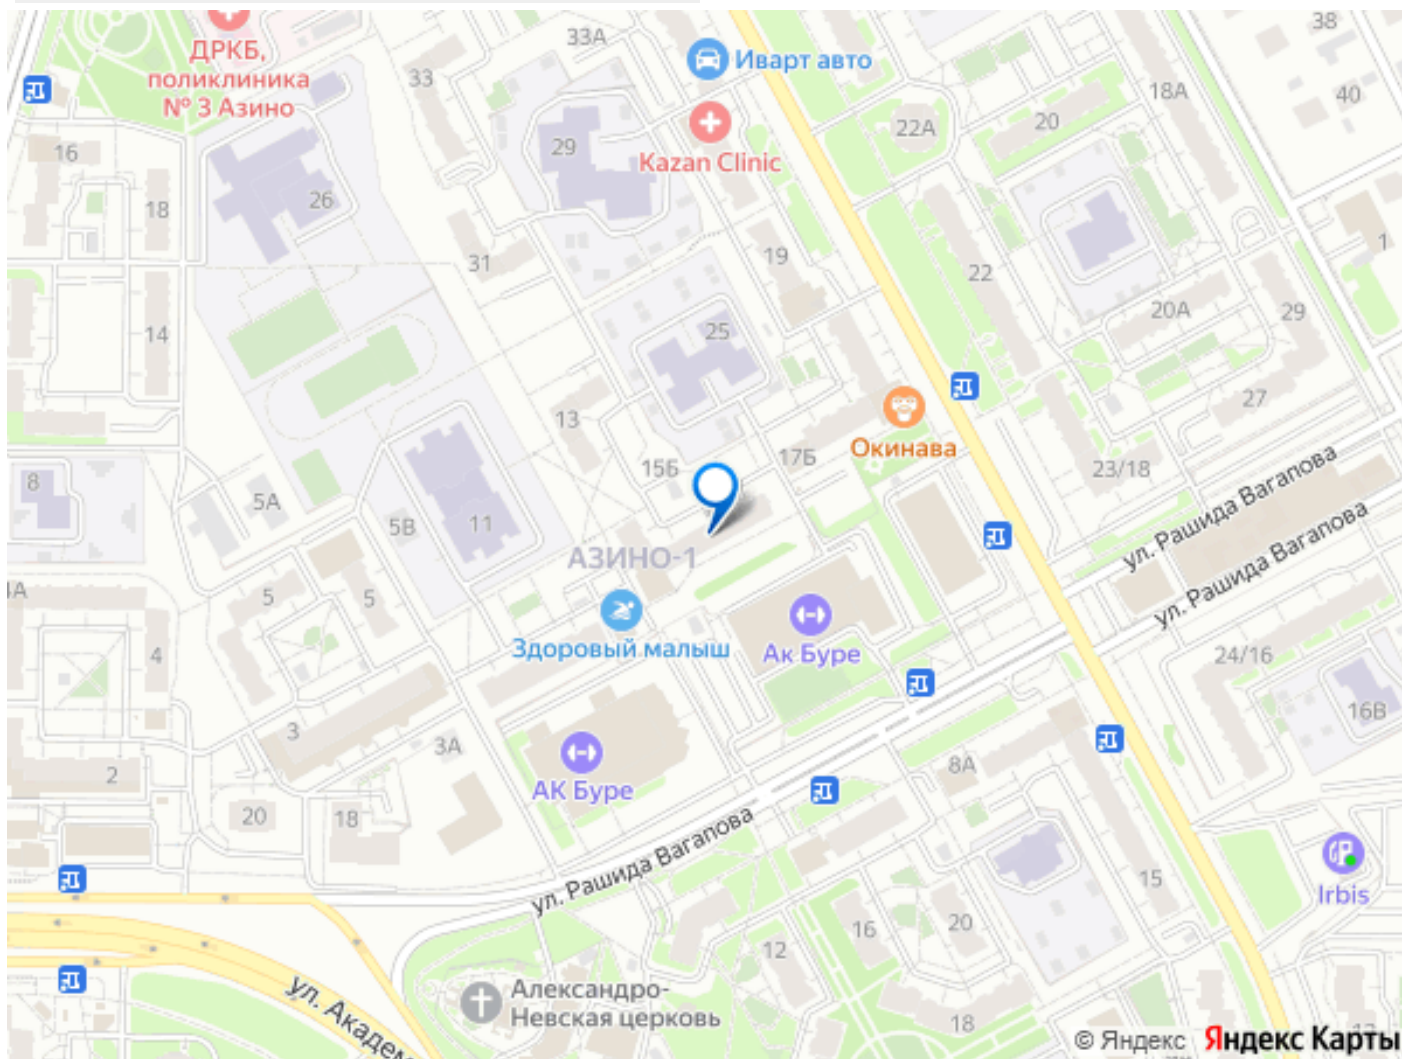 38
33А
ДРКБ,
поликлиника
№ 3 Азино
Иварт авто
33
18А
40
22А
20
16
29
Kazan Clinic
26
18
31
19
22
1
14
25
20А
29
13
27
Окинава
15Б
17Б
23/18
8
5А
5В
11
ул. Рашида Вагапова
ул. Рашида Вагапова
АЗИНО-1
4А
5
5
Здоровый малыш
Ак Буре
4
24/16
16В
3
3А
2
8А
АК Буре
20
18
ул. Рашида Вагапова
15
Irbis
16
20
12
Александро-
Невская церковь
ул. Академ
18
© Яндекс Яндекс Карты